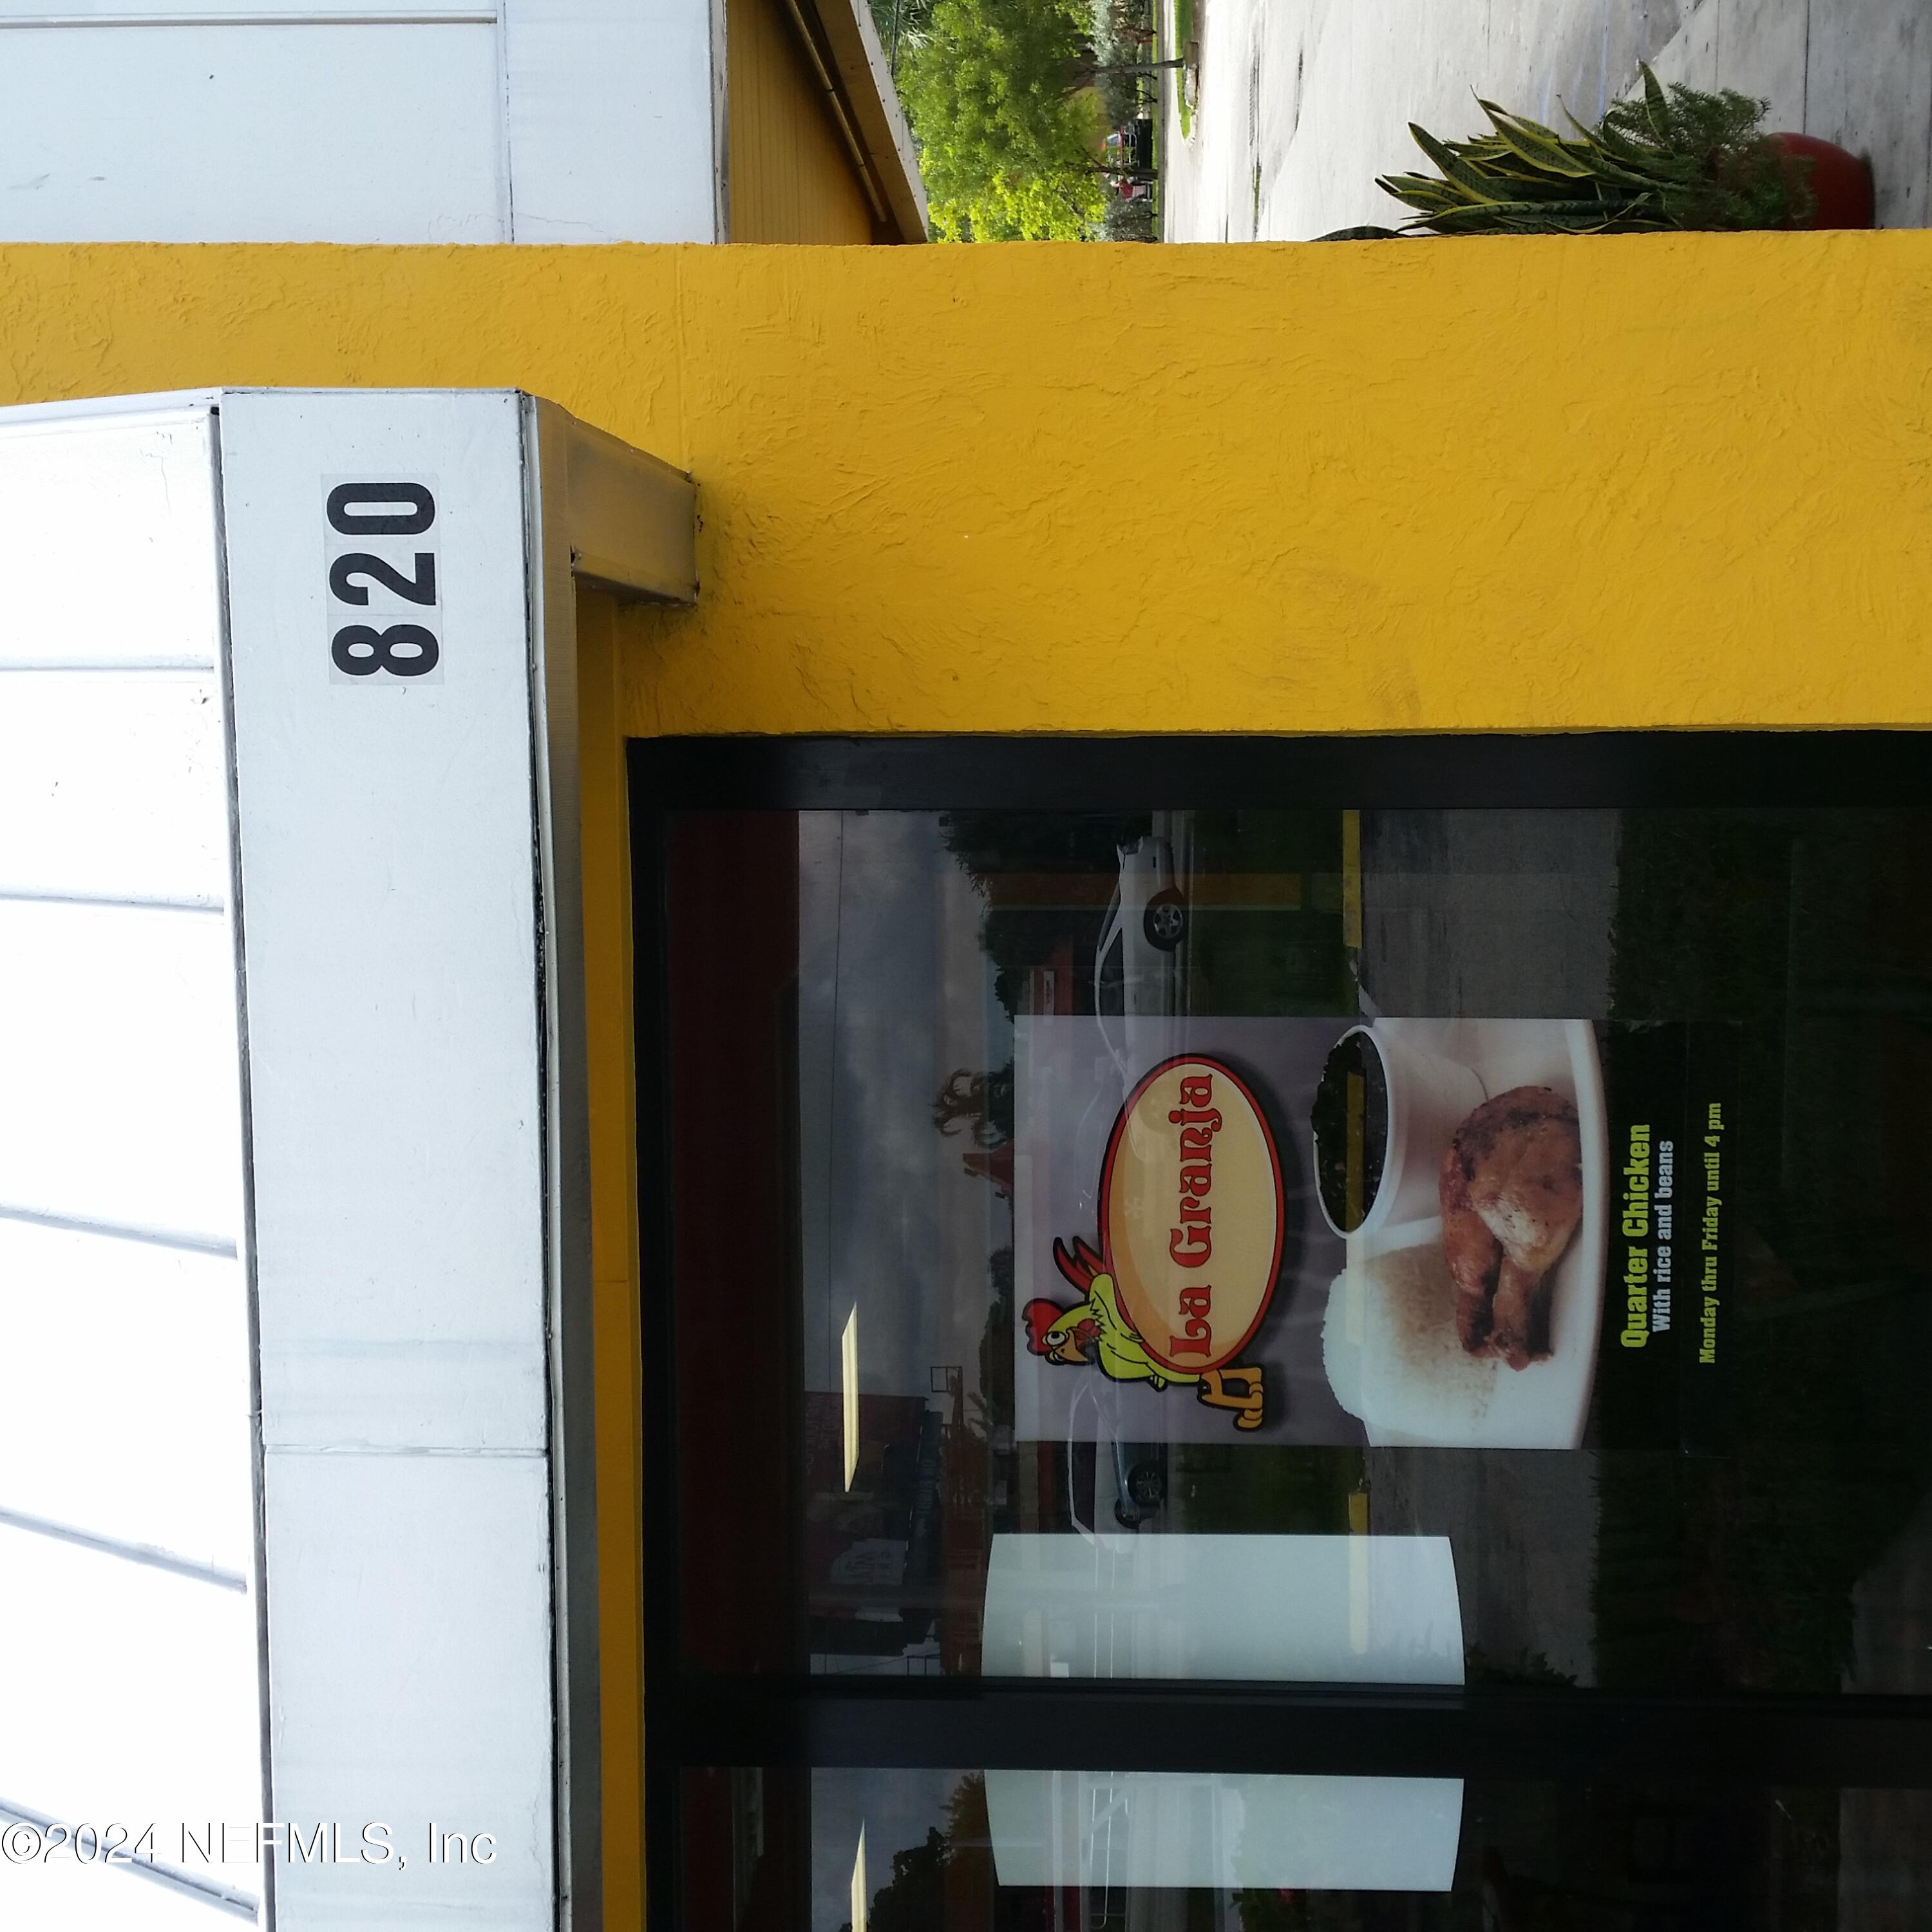 820
La Granja
Quarter Chicken
With rice and beans
Monday thru Friday until 4 pm
©2024 NEFMLS, Inc